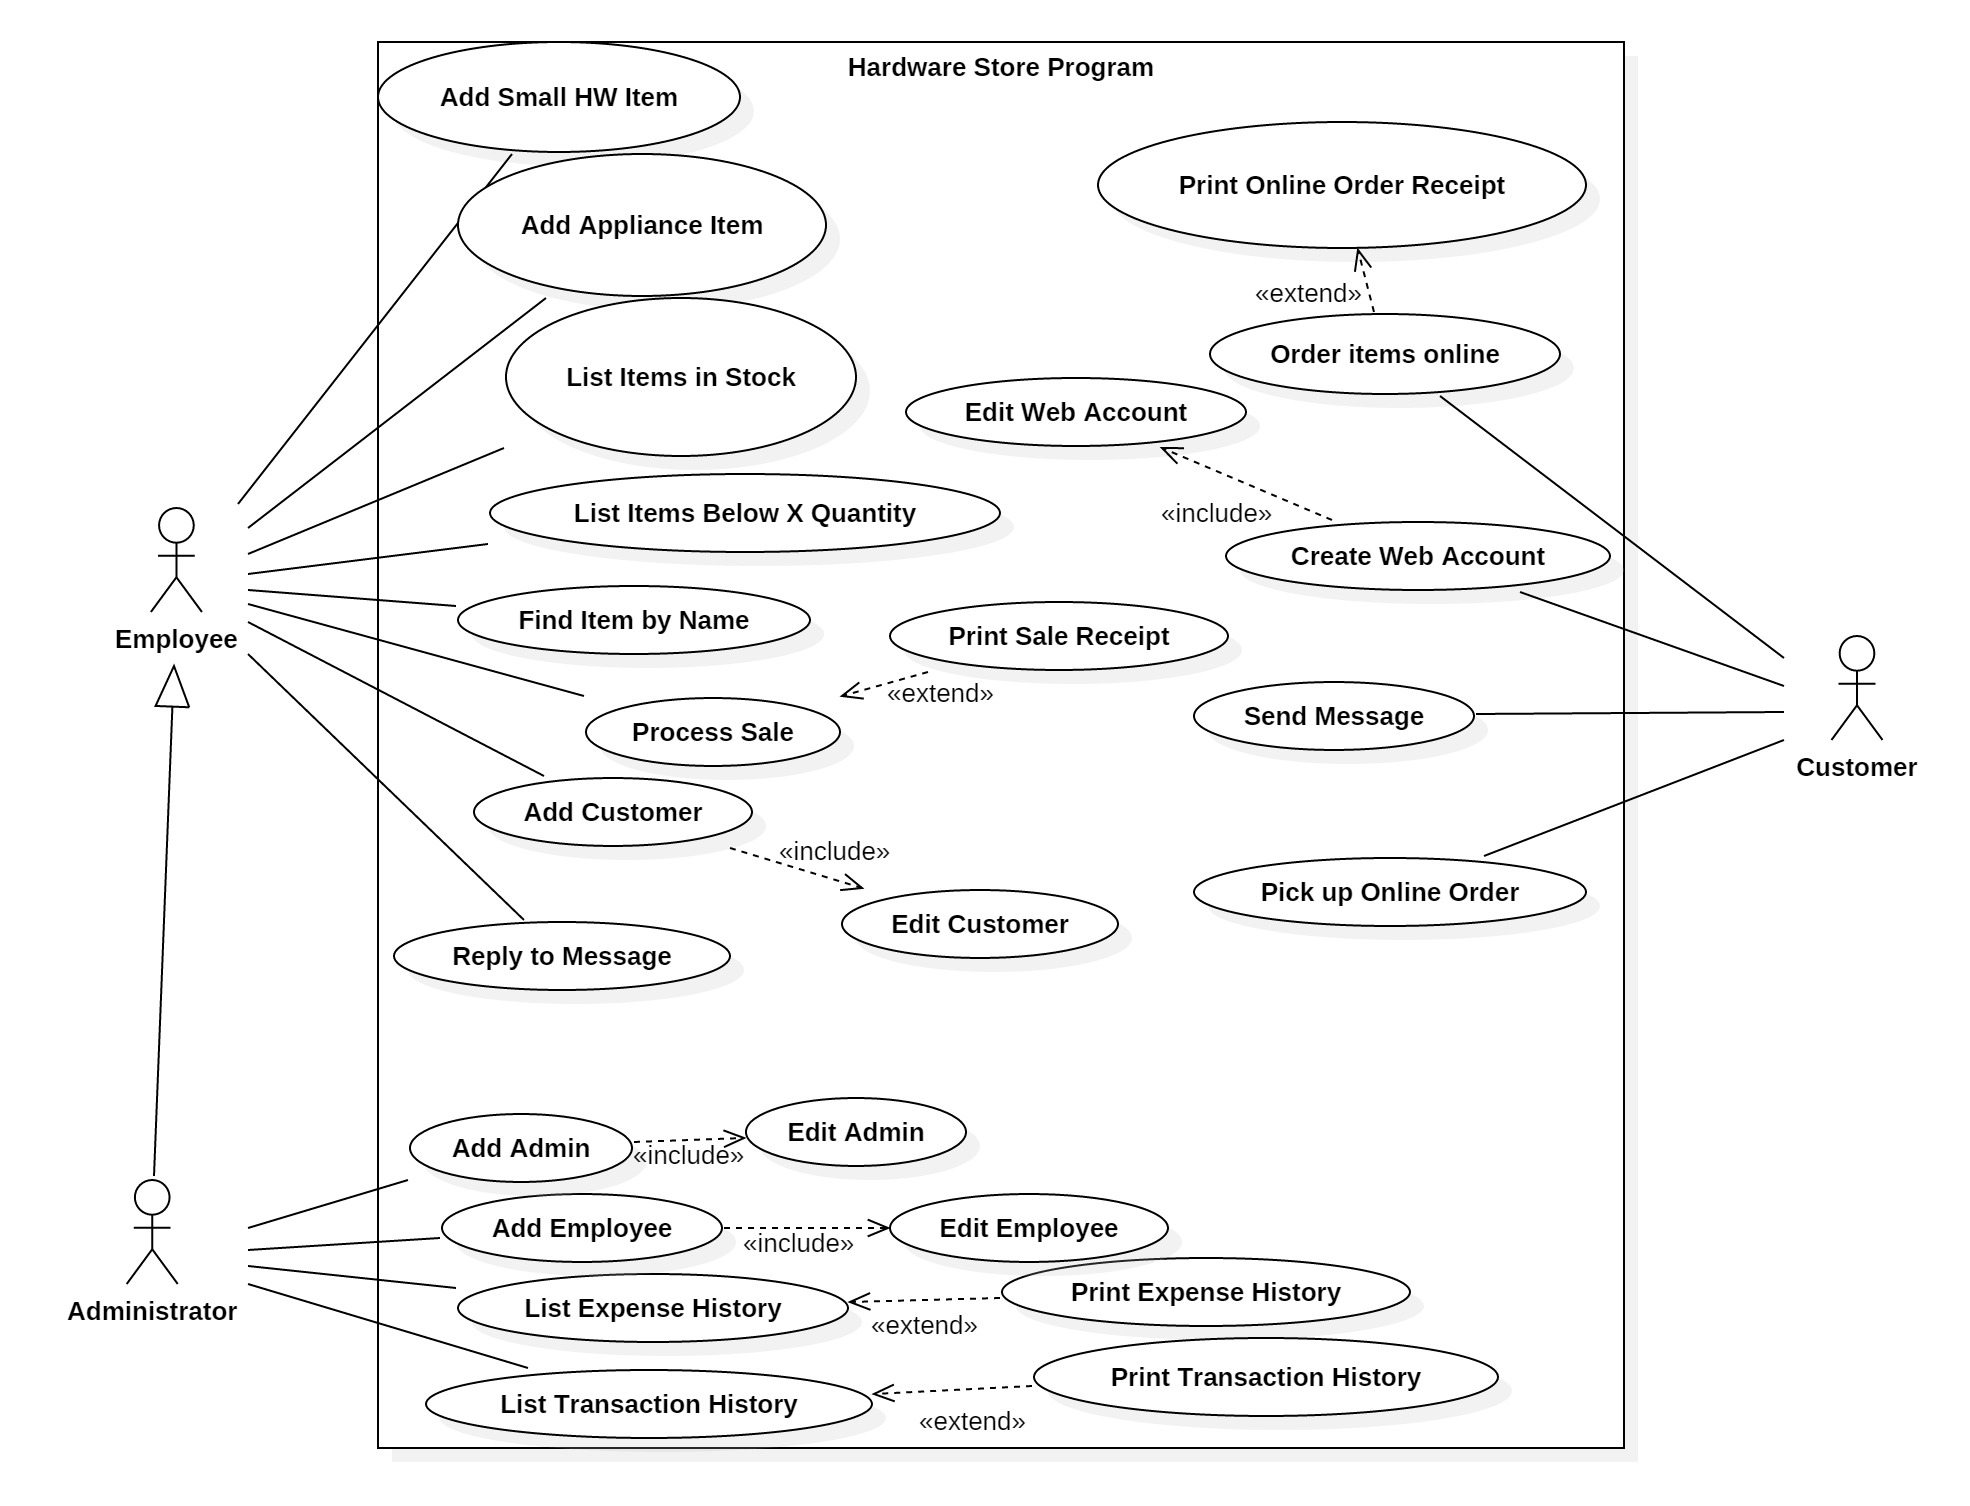 Hardware Store Program
Add Small HW Item
Print Online Order Receipt
Add Appliance Item
«extend»
Order items online
List Items in Stock
Edit Web Account
«include»
List Items Below X Quantity
Create Web Account
Find Item by Name
Print Sale Receipt
Employee
«extend»
Send Message
Process Sale
Customer
Add Customer
«include»
Pick up Online Order
Edit Customer
Reply to Message
Edit Admin
Add Admin
«include»
Add Employee
Edit Employee
«include»
Print Expense History
List Expense History
Administrator
«extend»
Print Transaction History
List Transaction History
«extend»